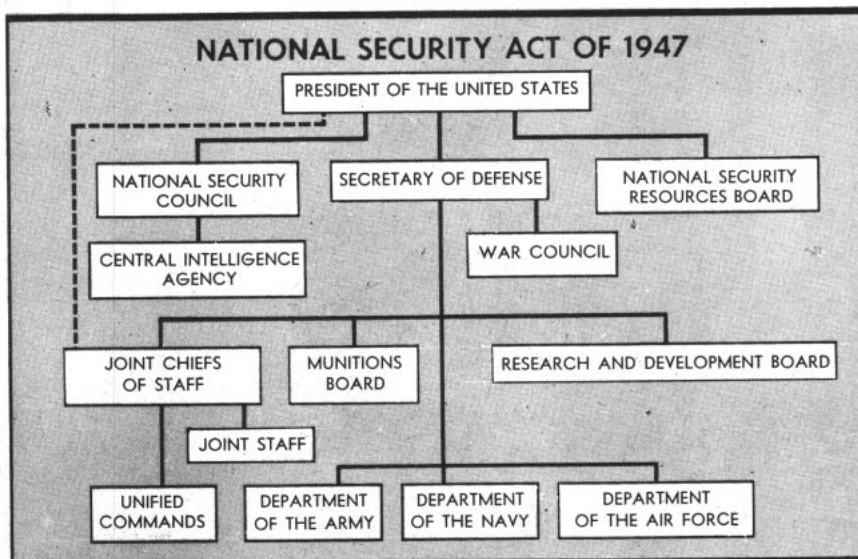 NATIONAL SECURITY ACT OF 1947
PRESIDENT OF THE UNITED STATES
NATIONAL SECURITY
COUNCIL
SECRETARY OF DEFENSE
NATIONAL SECURITY
RESOURCES BOARD
CENTRAL INTELLIGENCE
AGENCY
WAR COUNCIL
JOINT CHIEFS
OF STAFF
MUNITIONS
BOARD
RESEARCH AND DEVELOPMENT BOARD
JOINT STAFF
UNIFIED
COMMANDS
DEPARTMENT
OF THE ARMY
DEPARTMENT
OF THE NAVY
DEPARTMENT
OF THE AIR FORCE